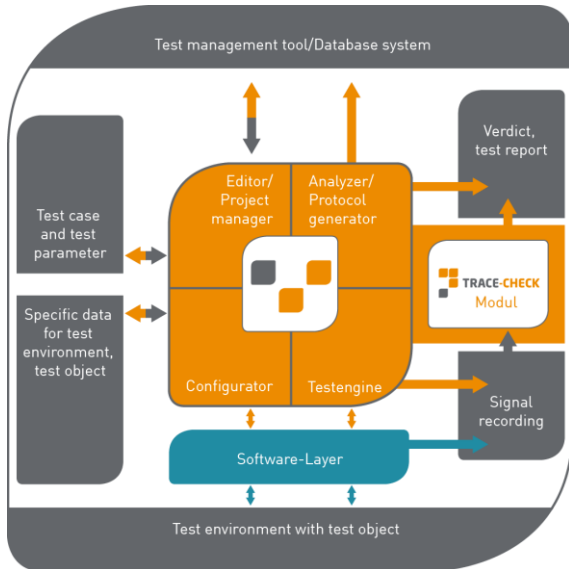 Test management tool/Database system
Verdict,
test report
Editor/
Project
manager
Analyzer/
Protocol
generator
Test case
and test
parameter
TRACE-CHECK
Modul
Specific data
for test
environment,
test object
Configurator
Testengine
Signal
recording
Software-Layer
Test environment with test object